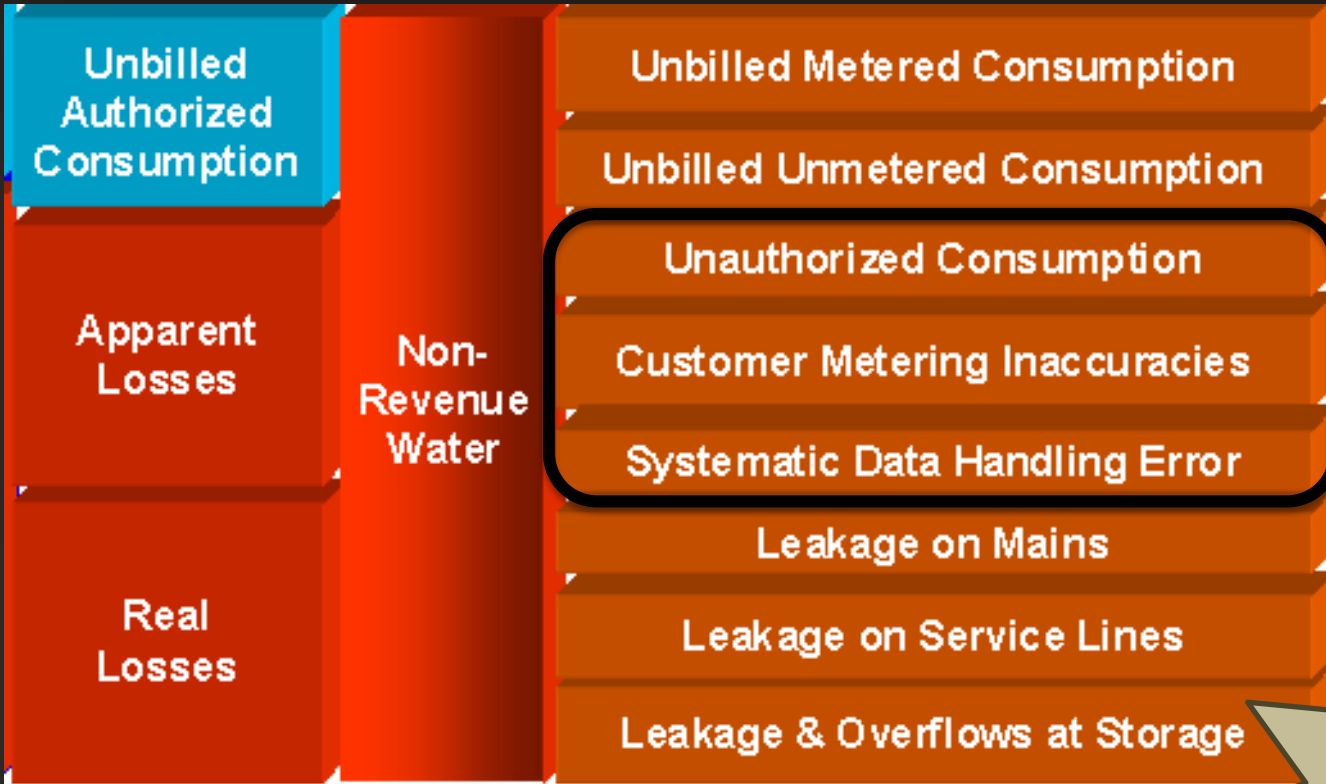 Unbilled
Authorized
Consumption
Apparent
Losses
Real
Losses
Non-
Revenue
Water
Unbilled Metered Consumption
Unbilled Unmetered Consumption
Unauthorized Consumption
Customer Metering Inaccuracies
Systematic Data Handling Error
Leakage on Mains
Leakage on Service Lines
Leakage & Overflows at Storage